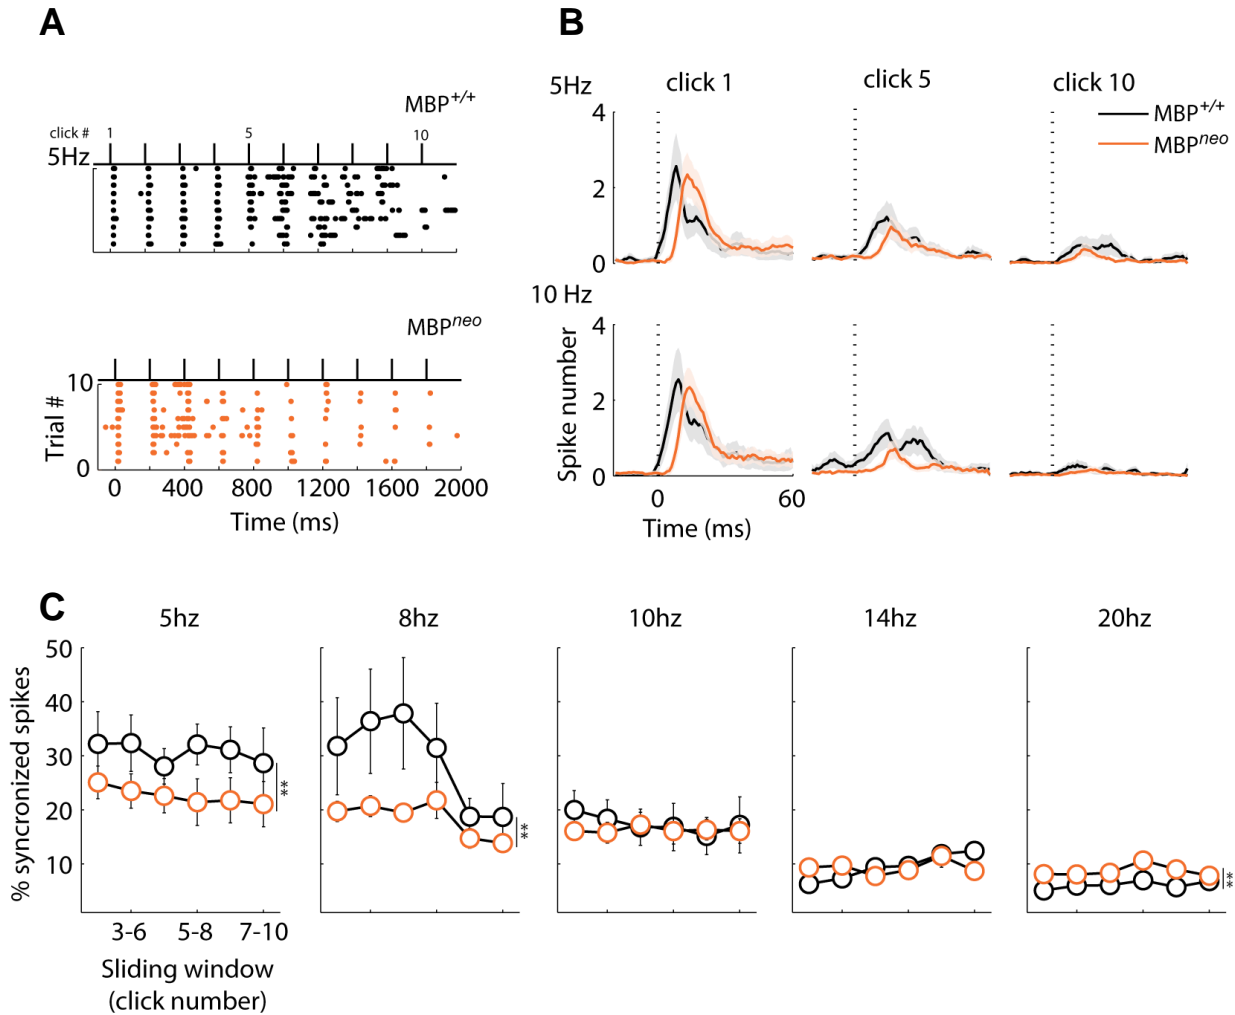 A
MBP+/+
click # 1 5 10
5Hz
MBPneo
10
Trial #
0
0 400 800 1200 1600 2000
Time (ms)
B
5Hz click 1 click 5 click 10
MBP+/+
MBPneo
4
2
0
10 Hz
4
Spike number
2
0
0 60
Time (ms)
C
5hz 8hz 10hz 14hz 20hz
% syncronized spikes
50
40
30
20
10
**
**
**
3-6 5-8 7-10
Sliding window
(click number)